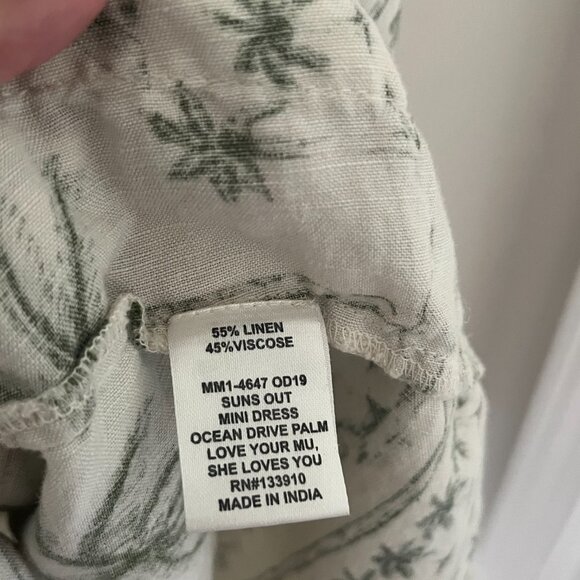 55% LINEN
45%VISCOSE
MM1-4647 OD19
SUNS OUT
MINI DRESS
OCEAN DRIVE PALM
LOVE YOUR MU,
SHE LOVES YOU
RN#133910
MADE IN INDIA